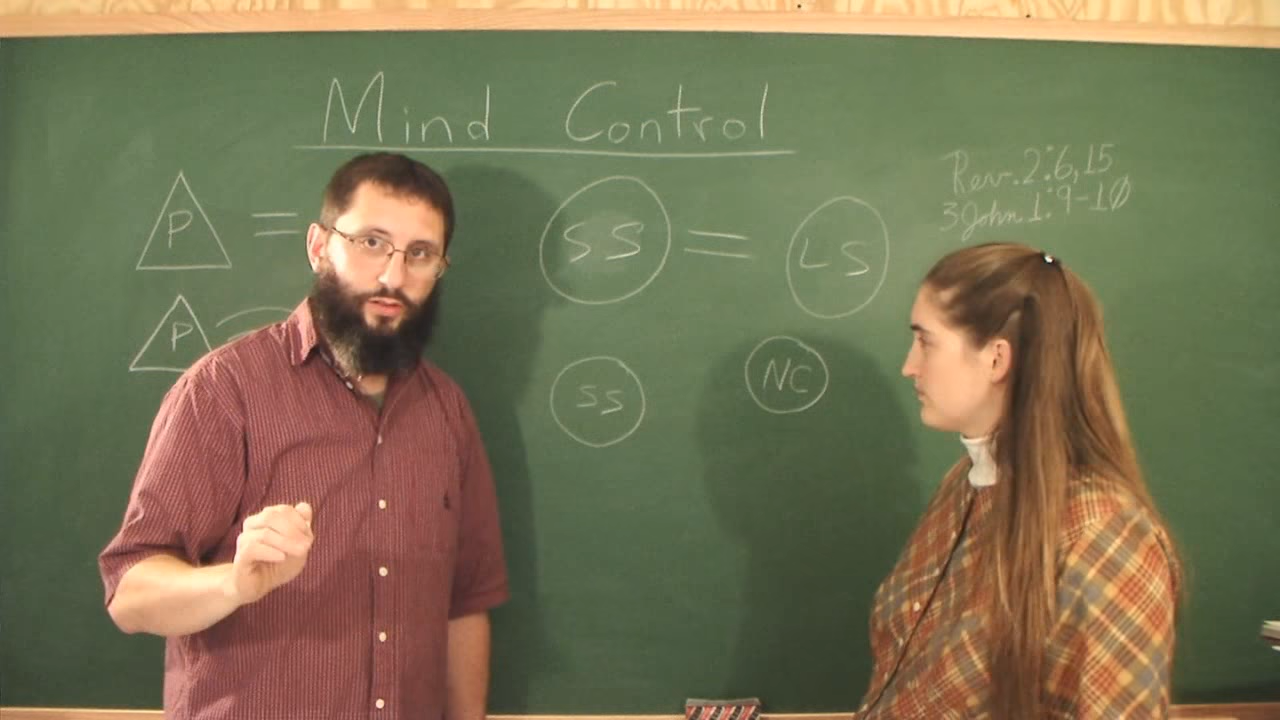 Mind Control
Rev. 2:6,15
3 John 1:9-10
P = SS = LS
P SS NC